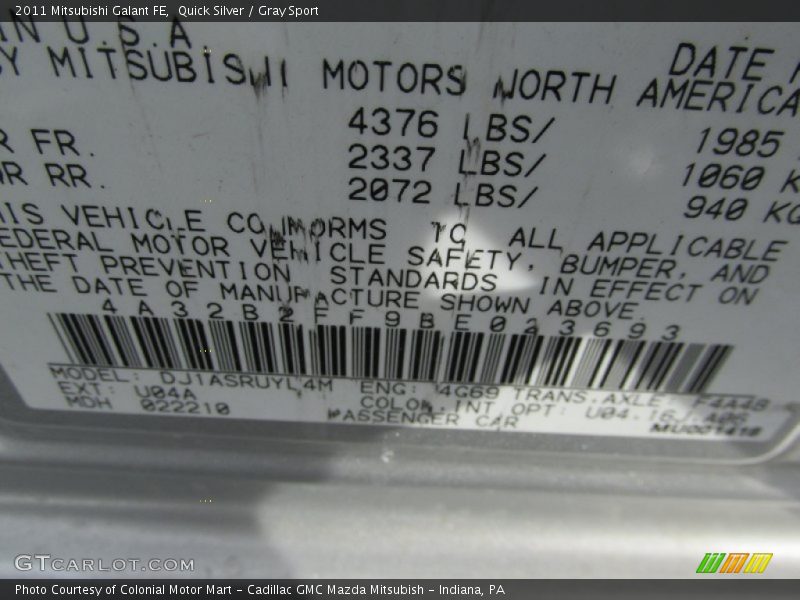 2011 Mitsubishi Galant FE,  Quick Silver / Gray Sport
IN U.S.A
DATE
BY MITSUBISHI MOTORS NORTH AMERICA
4376 LBS/ 1985
R FR. 2337 LBS/ 1060 K
RR. 2072 LBS/ 940 KG
THIS VEHICLE CONFORMS TO ALL APPLICABLE
FEDERAL MOTOR VEHICLE SAFETY, BUMPER, AND
THEFT PREVENTION STANDARDS IN EFFECT ON
THE DATE OF MANUFACTURE SHOWN ABOVE.
4A32B2FF9BE023693
MODEL: DJ1ASRUYL4M ENG: 4G69 TRANS.AXLE: F4A4B
EXT: U04A COLOR.INT OPT: U04.16J.A05
MDH 022210 PASSENGER CAR
MU001410
GTCARLOT.COM
Photo Courtesy of Colonial Motor Mart - Cadillac GMC Mazda Mitsubish - Indiana, PA